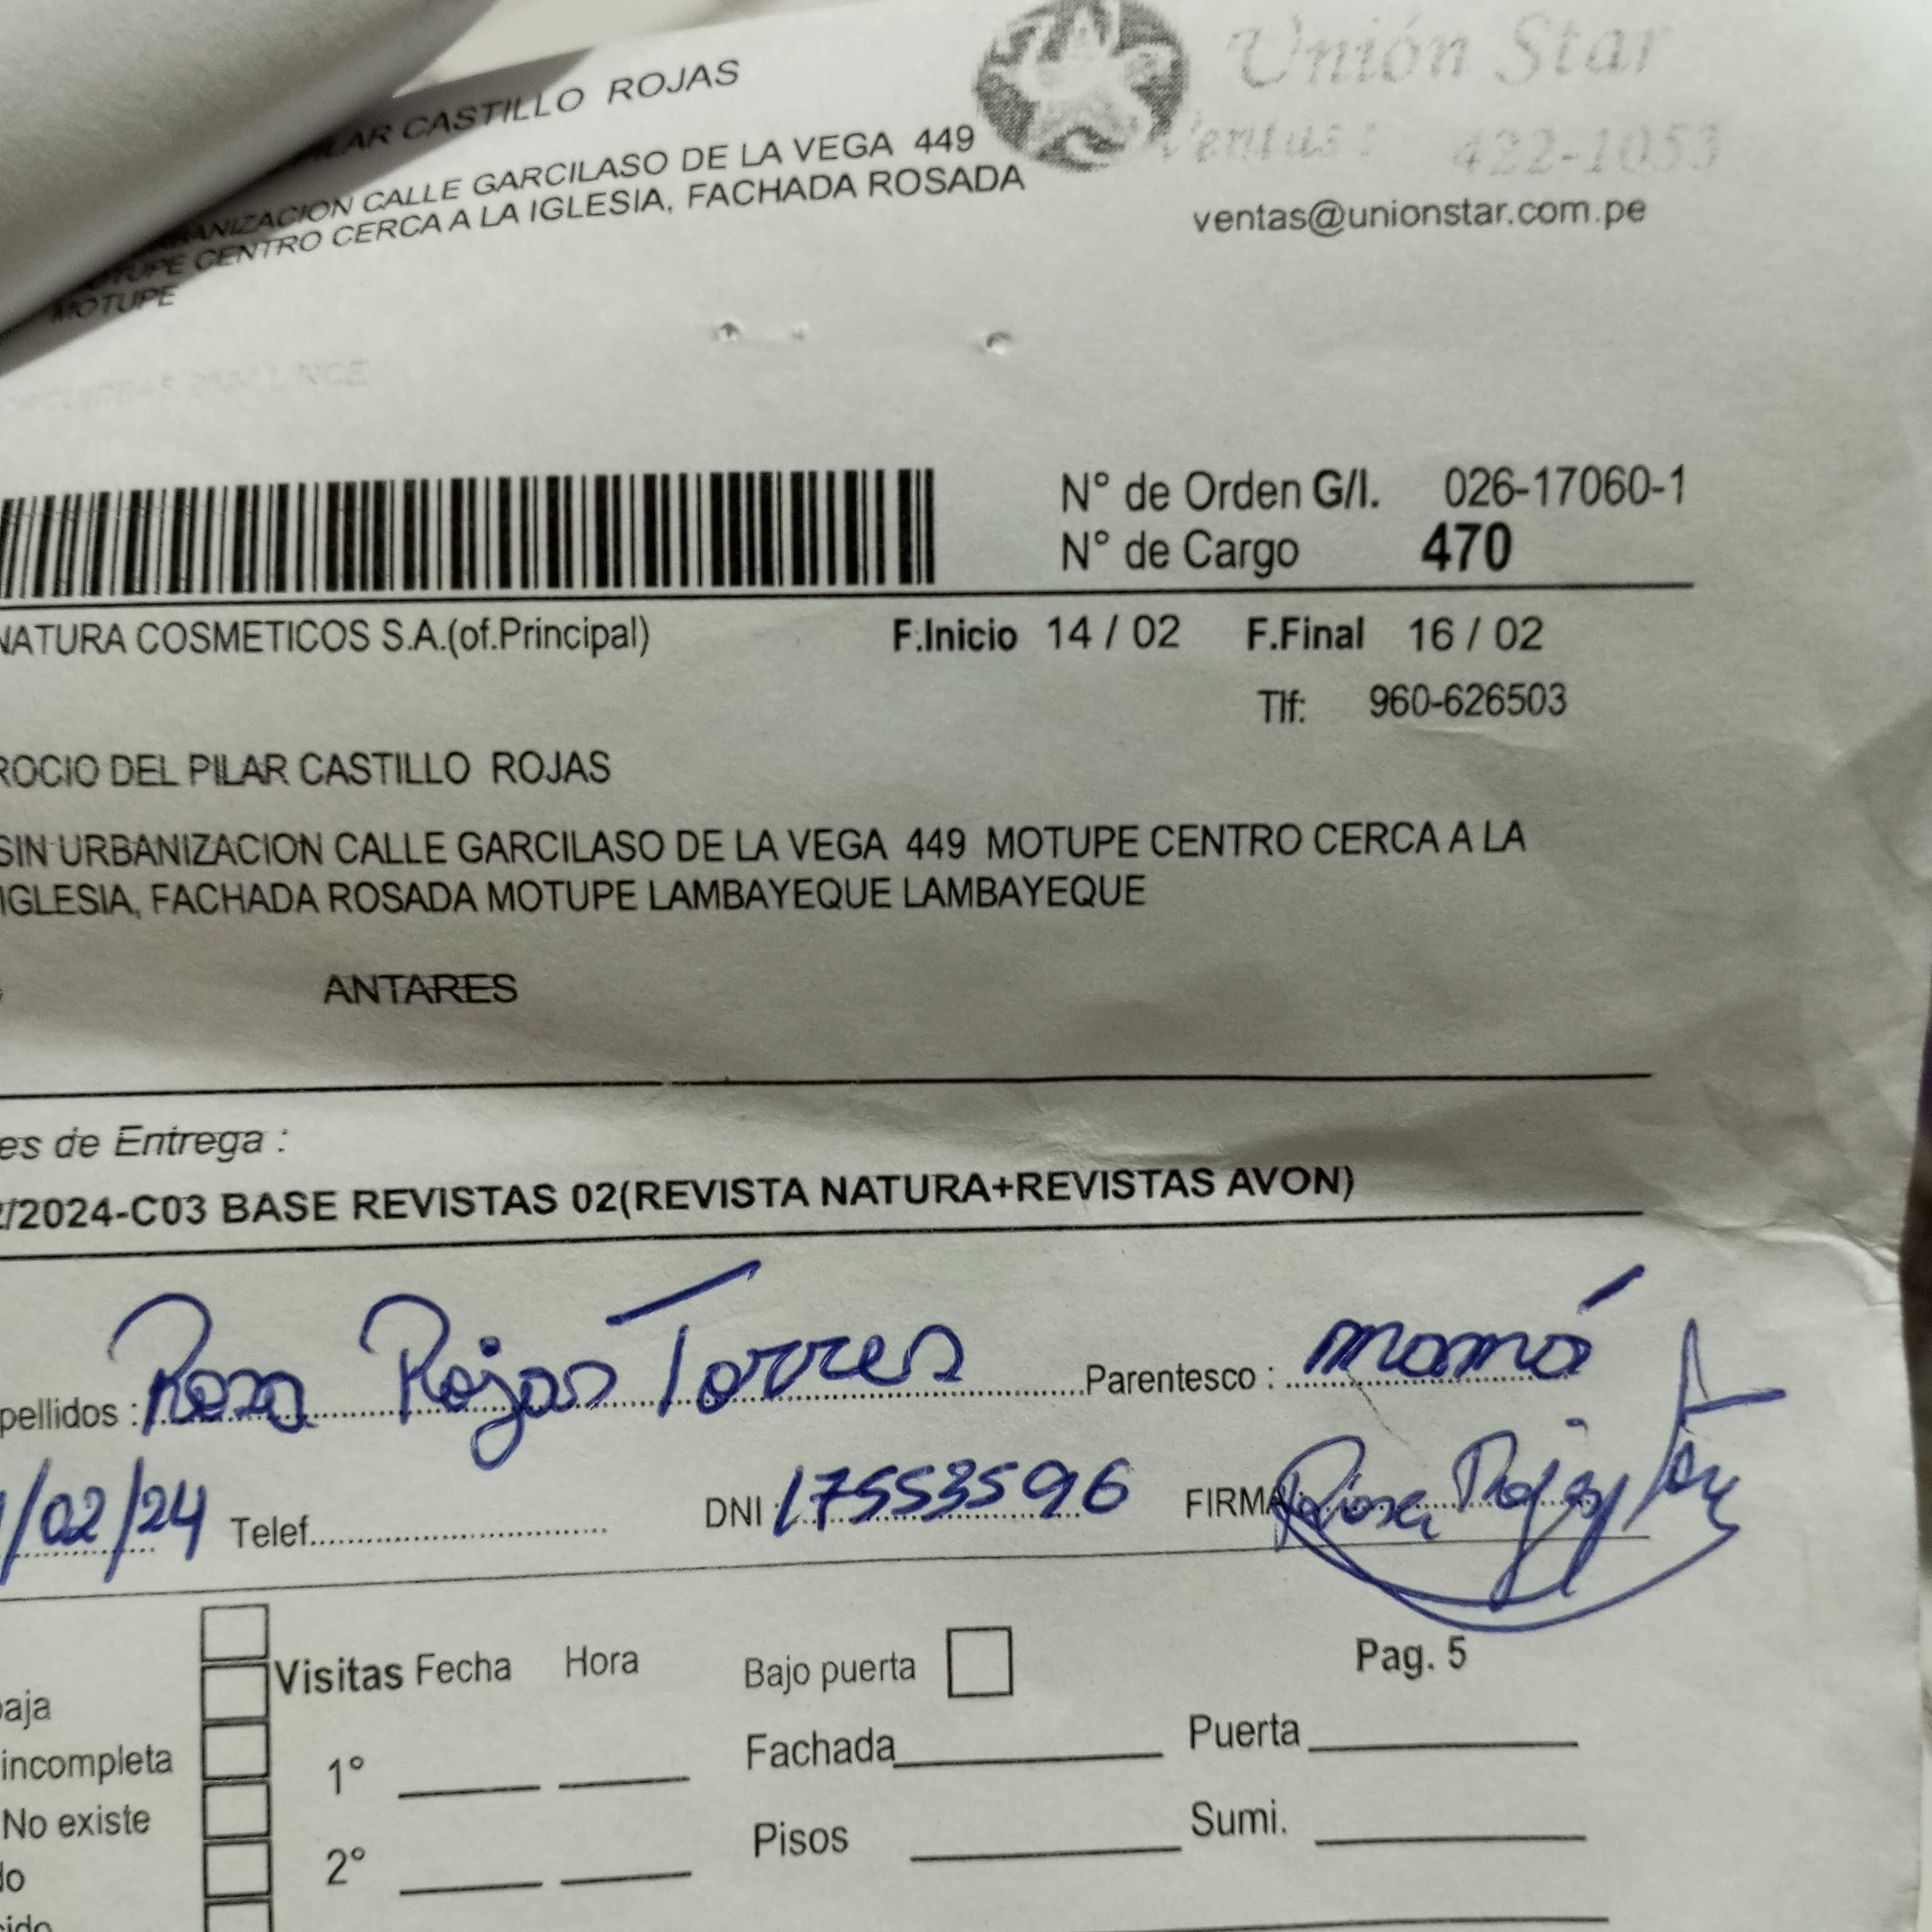 CASTILLO ROJAS
CALLE GARCILASO DE LA VEGA 449
CENTRO CERCA A LA IGLESIA, FACHADA ROSADA
MOTUPE
Unión Star
Ventas: 422-1053
ventas@unionstar.com.pe
N° de Orden G/I. 026-17060-1
N° de Cargo 470
NATURA COSMETICOS S.A.(of.Principal) F.Inicio 14 / 02 F.Final 16 / 02
Tlf: 960-626503
ROCIO DEL PILAR CASTILLO ROJAS
SIN URBANIZACION CALLE GARCILASO DE LA VEGA 449 MOTUPE CENTRO CERCA A LA
IGLESIA, FACHADA ROSADA MOTUPE LAMBAYEQUE LAMBAYEQUE
ANTARES
es de Entrega :
/2024-C03 BASE REVISTAS 02(REVISTA NATURA+REVISTAS AVON)
pellidos : Rosa Rojas Torres Parentesco : mamá
/02/24 Telef. DNI 17553596 FIRMA Rosa Rojas
Visitas Fecha Hora Bajo puerta Pag. 5
aja
incompleta 1° Fachada Puerta
No existe
2° Pisos Sumi.